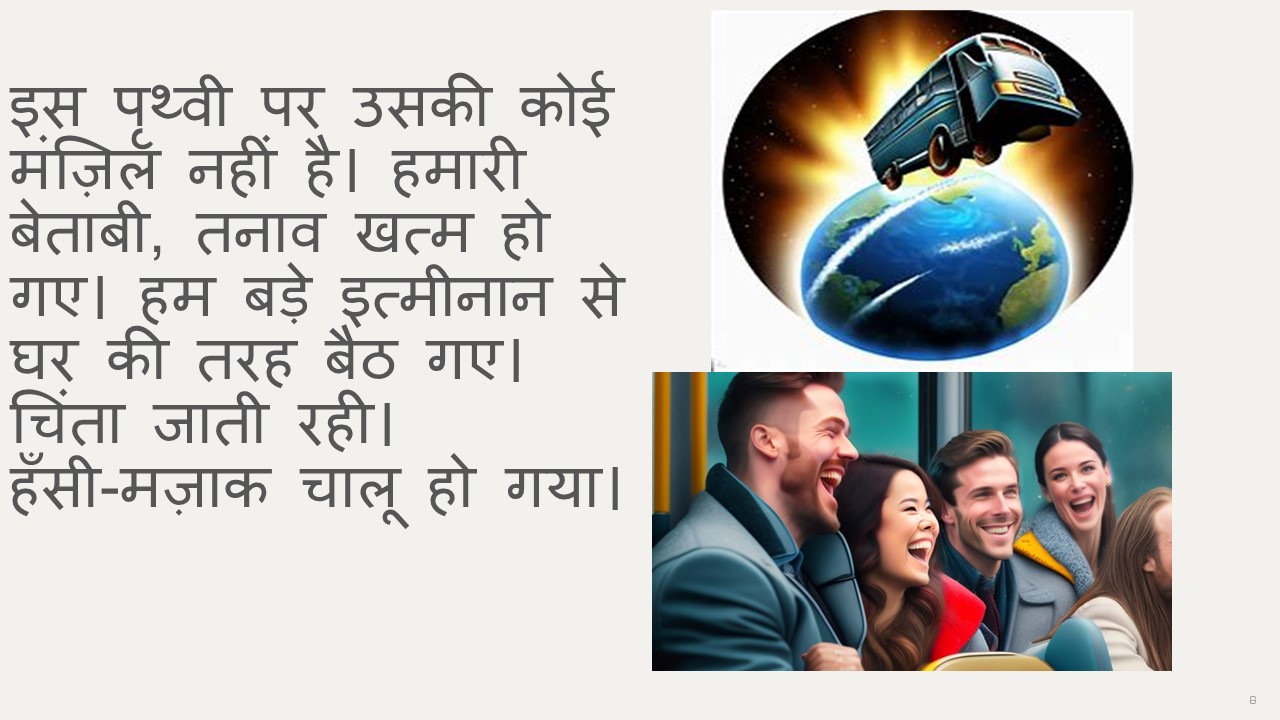 इस पृथ्वी पर उसकी कोई
मंज़िल नहीं है। हमारी
बेताबी, तनाव खत्म हो
गए। हम बड़े इत्मीनान से
घर की तरह बैठ गए।
चिंता जाती रही।
हँसी-मज़ाक चालू हो गया।
8